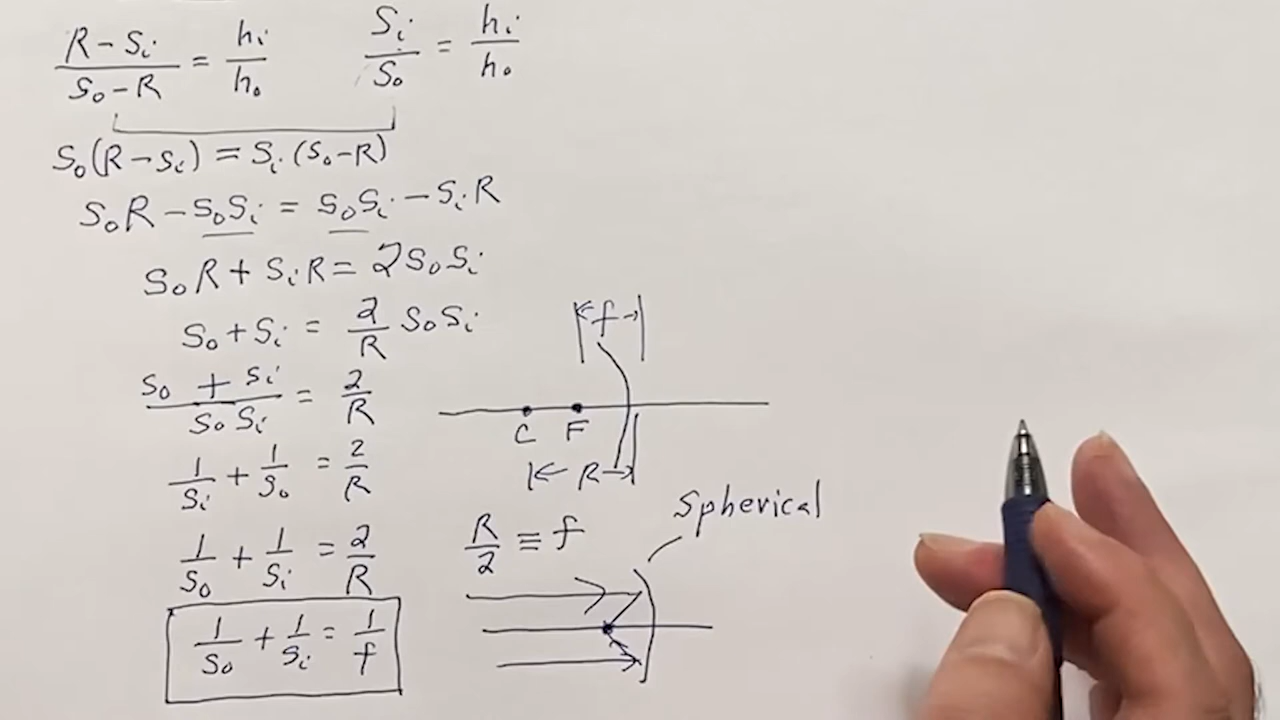 (R - Si)/(So - R) = hi/ho    Si/So = hi/ho
So(R - Si) = Si(So - R)
SoR - SoSi = SoSi - SiR
SoR + SiR = 2SoSi
So + Si = 2/R SoSi
(So + Si)/(SoSi) = 2/R
1/Si + 1/So = 2/R
1/So + 1/Si = 2/R
1/So + 1/Si = 1/f
f
C F
R
R/2 ≡ f
Spherical